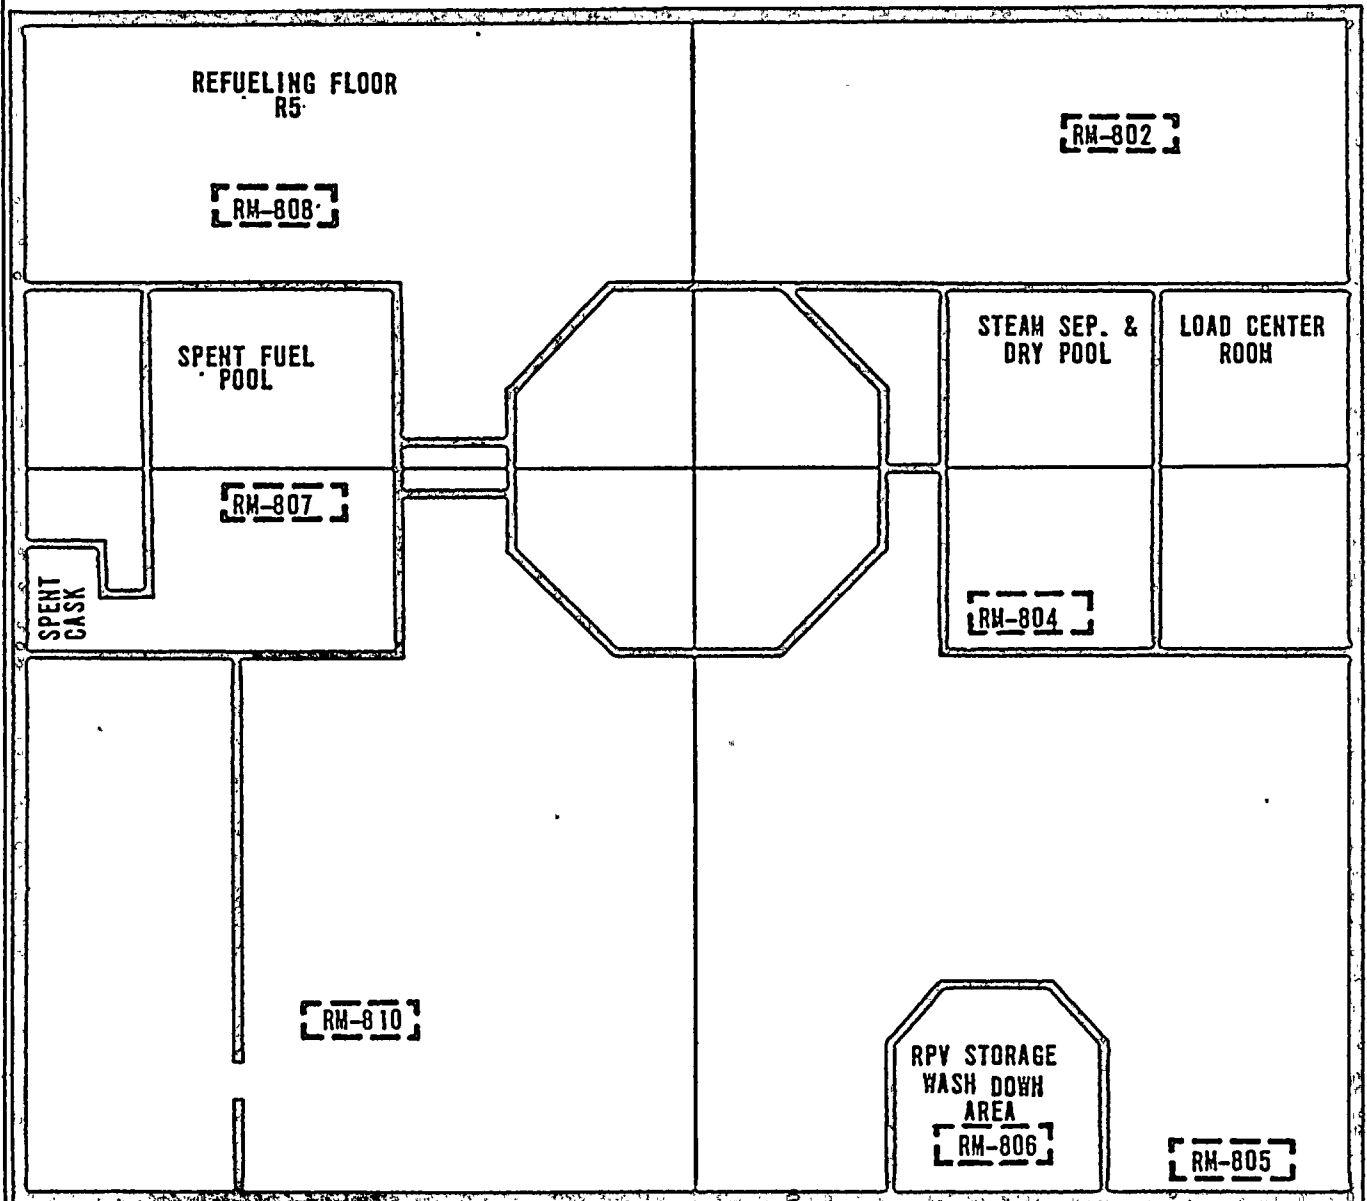 REFUELING FLOOR
R5
RM-802
RM-808
STEAM SEP. &
DRY POOL
LOAD CENTER
ROOM
SPENT FUEL
POOL
RM-807
SPENT
CASK
RM-804
RM-810
RPV STORAGE
WASH DOWN
AREA
RM-806
RM-805